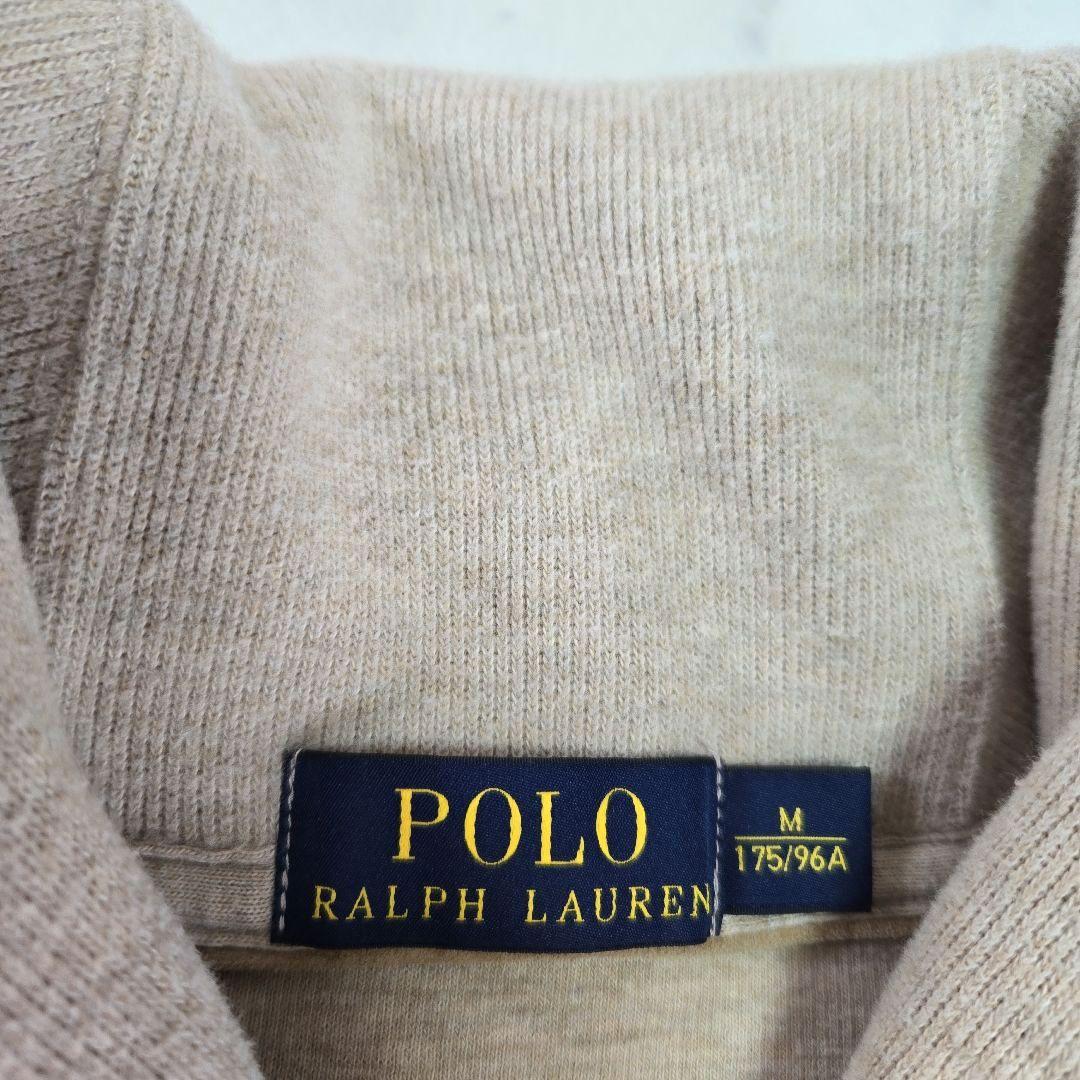 POLO
RALPH LAUREN
M
175/96A